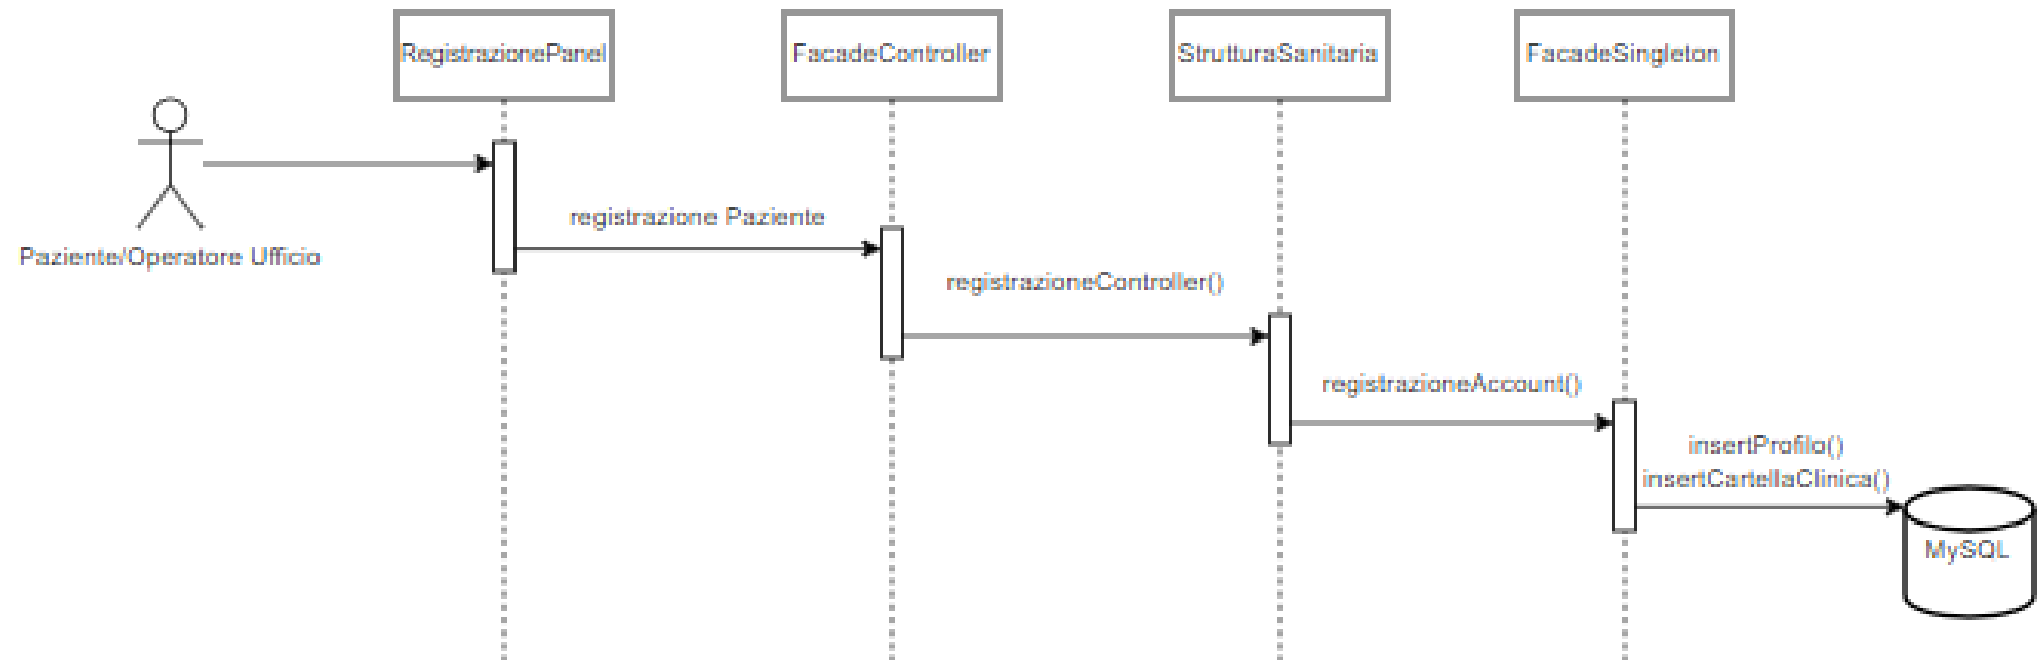 RegistrazionePanel
FacadeController
StrutturaSanitaria
FacadeSingleton
Paziente/Operatore Ufficio
registrazione Paziente
registrazioneController()
registrazioneAccount()
insertProfilo()
insertCartellaClinica()
MySQL